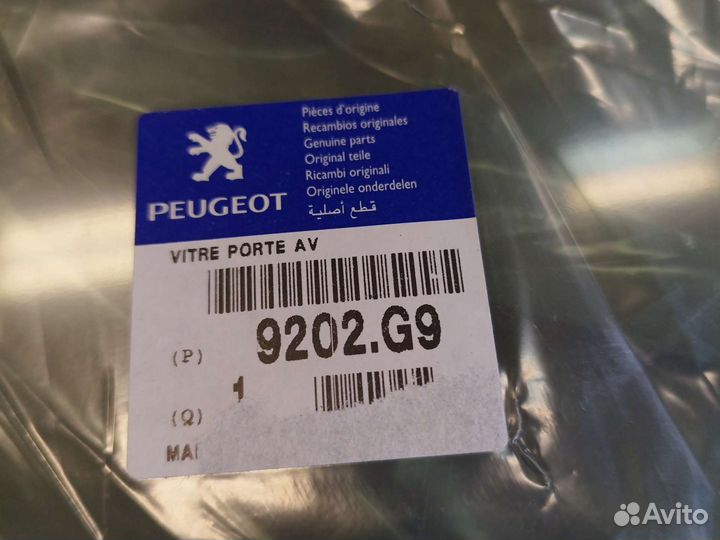 Pièces d'origine
Recambios originales
Genuine parts
Original teile
Ricambi originali
Originele onderdelen
قطع أصلية
PEUGEOT
VITRE PORTE AV
(P) 9202.G9
(Q) 1
Avito